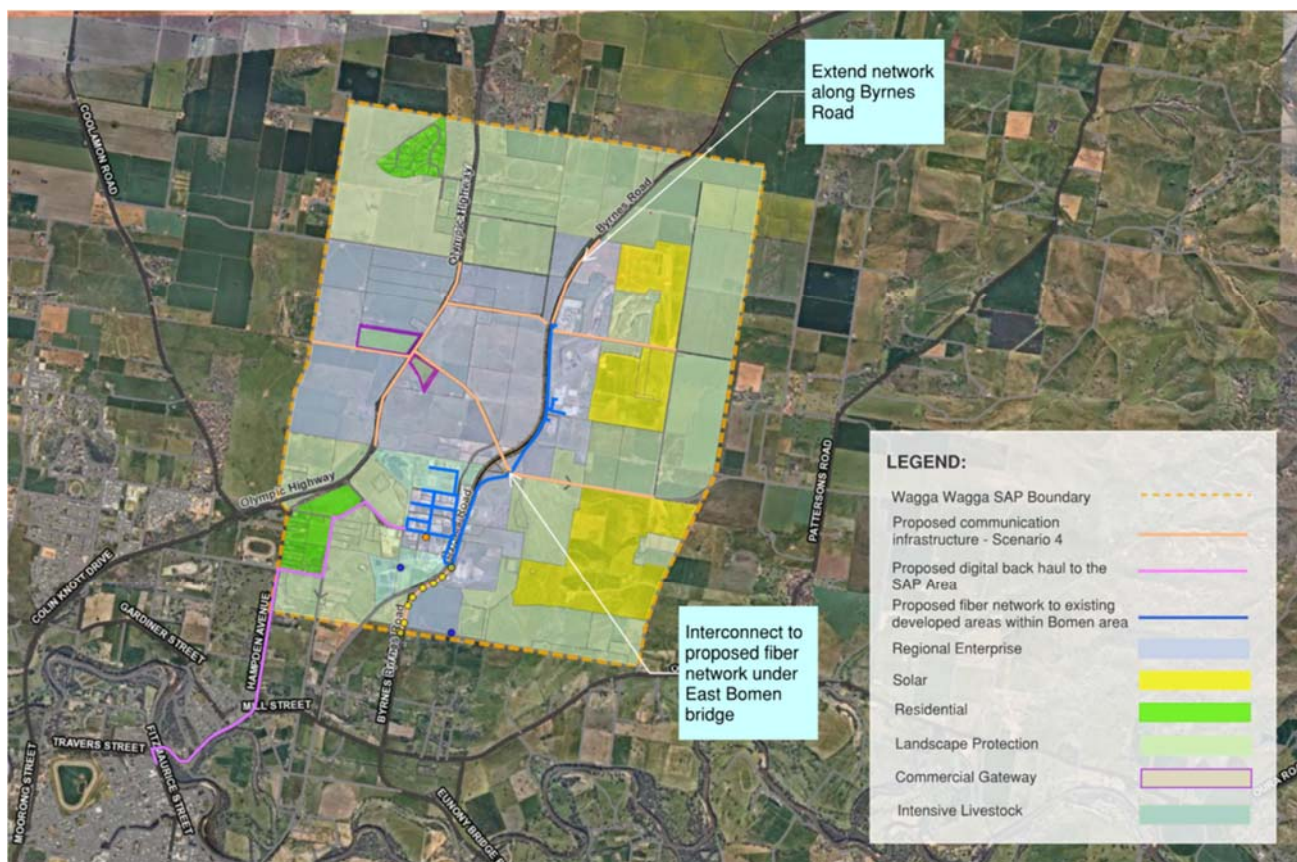 Extend network
along Byrnes
Road
COOLAMON ROAD
Olympic Highway
Byrnes Road
Olympic Highway
Road
PATTERSONS ROAD
COLIN KNOTT DRIVE
GARDINER STREET
HAMPDEN AVENUE
MILL STREET
BYRNES ROAD
Road
TRAVERS STREET
FITZMAURICE STREET
MOORONG STREET
EUNONY BRIDGE
Interconnect to
proposed fiber
network under
East Bomen
bridge
LEGEND:
Wagga Wagga SAP Boundary
Proposed communication
infrastructure - Scenario 4
Proposed digital back haul to the
SAP Area
Proposed fiber network to existing
developed areas within Bomen area
Regional Enterprise
Solar
Residential
Landscape Protection
Commercial Gateway
Intensive Livestock